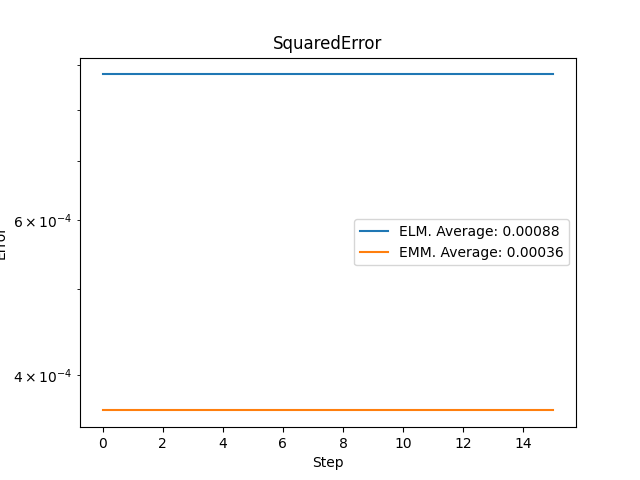 SquaredError
Error
6 × 10⁻⁴
4 × 10⁻⁴
ELM. Average: 0.00088
EMM. Average: 0.00036
0 2 4 6 8 10 12 14
Step